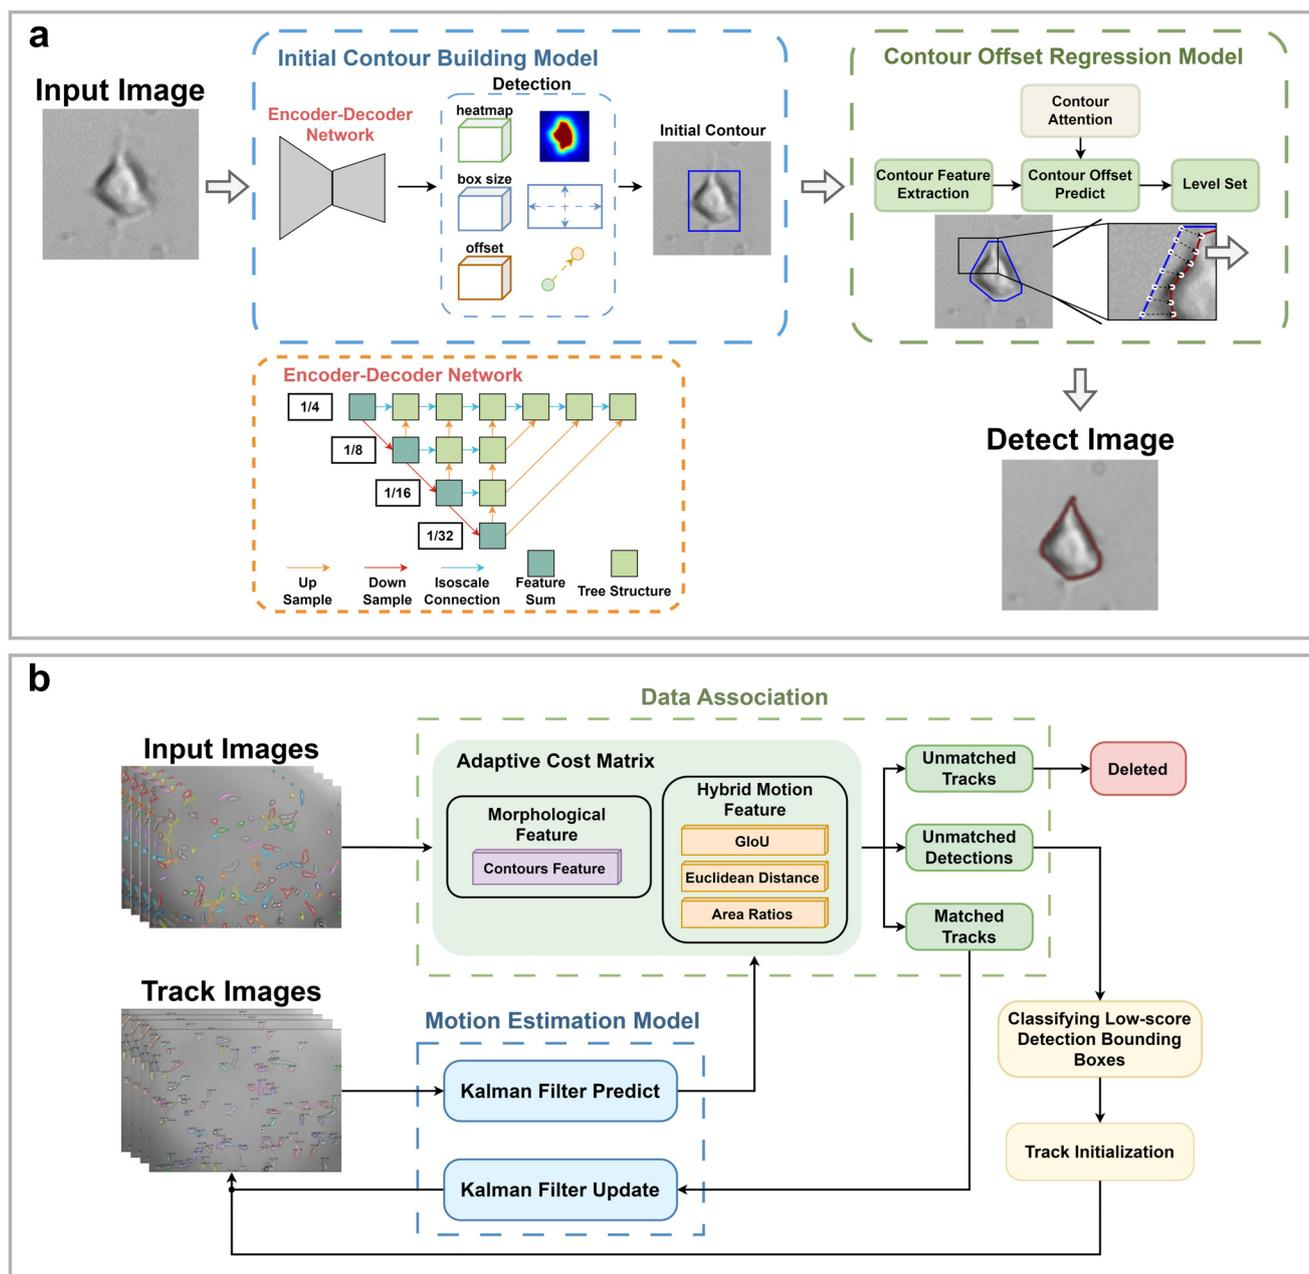 a
Input Image
Initial Contour Building Model
Encoder-Decoder
Network
Detection
heatmap
box size
offset
Initial Contour
Contour Offset Regression Model
Contour
Attention
Contour Feature
Extraction
Contour Offset
Predict
Level Set
Encoder-Decoder Network
1/4
1/8
1/16
1/32
Up
Sample
Down
Sample
Isoscale
Connection
Feature
Sum
Tree Structure
Detect Image
b
Data Association
Input Images
Adaptive Cost Matrix
Morphological
Feature
Contours Feature
Hybrid Motion
Feature
GIoU
Euclidean Distance
Area Ratios
Unmatched
Tracks
Deleted
Unmatched
Detections
Matched
Tracks
Track Images
Motion Estimation Model
Kalman Filter Predict
Kalman Filter Update
Classifying Low-score
Detection Bounding
Boxes
Track Initialization